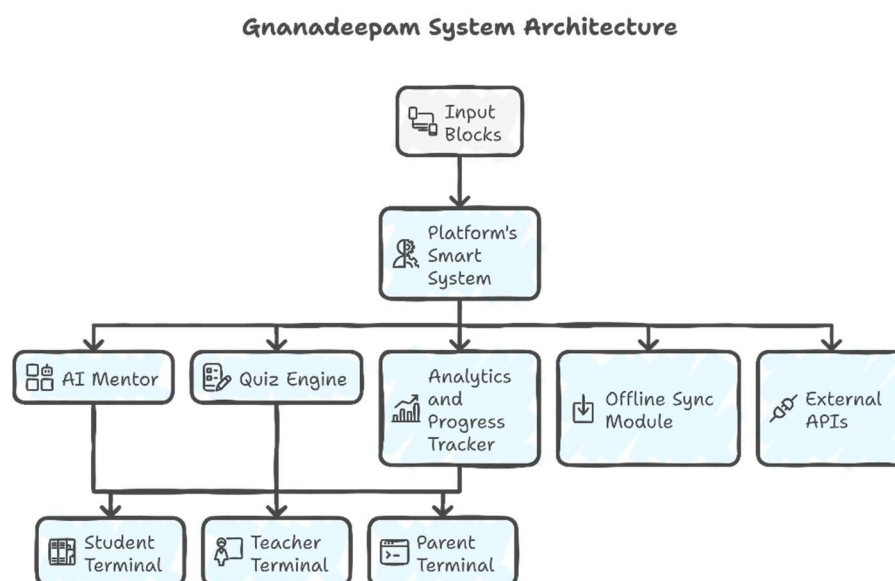 Gnanadeepam System Architecture
Input
Blocks
Platform's
Smart
System
AI Mentor
Quiz Engine
Analytics
and
Progress
Tracker
Offline Sync
Module
External
APIs
Student
Terminal
Teacher
Terminal
Parent
Terminal